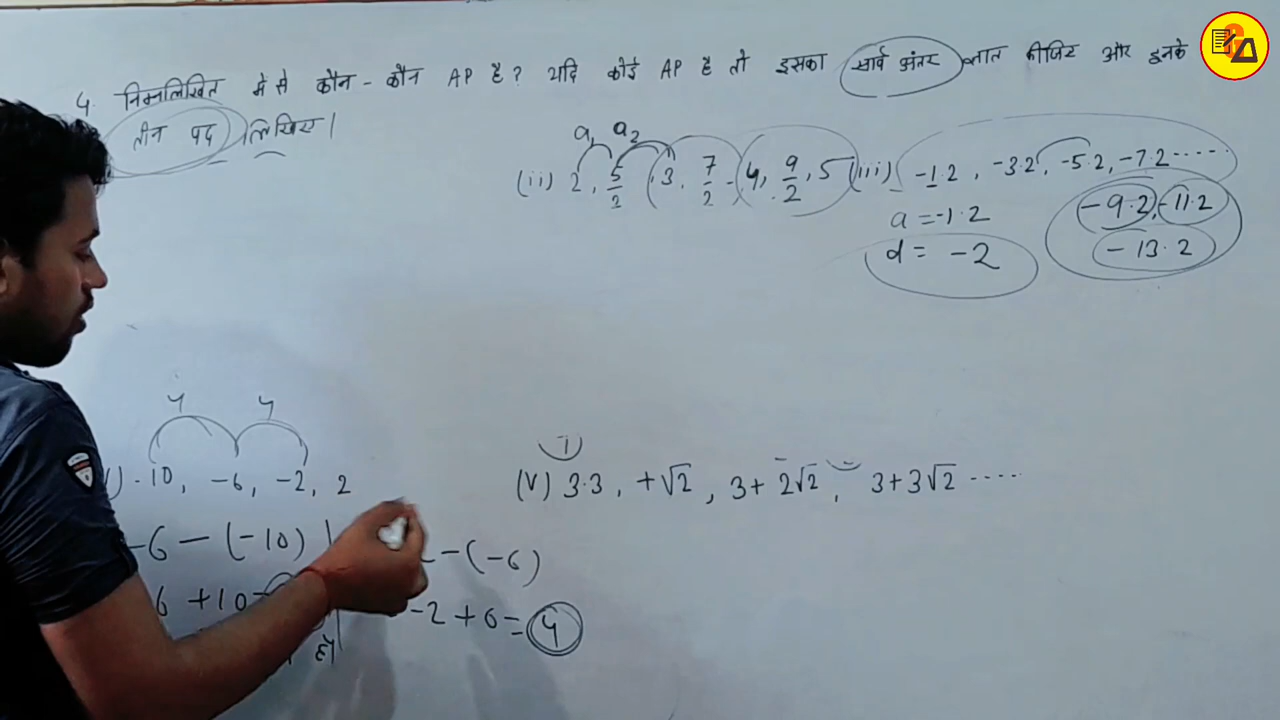 4 निम्नलिखित मे से कौन - कौन AP है ? यदि कोई AP है तो इसका सार्व अंतर ज्ञात कीजिए और इनके
तीन पद लिखिए।
a₁ a₂
(ii) 2, 5/2, 3, 7/2, 4, 9/2, 5
(iii) -1.2, -3.2, -5.2, -7.2 .....
a = -1.2
d = -2
-9.2, -11.2
-13.2
4 4
-10, -6, -2, 2
-6 - (-10)
- (-6)
6 + 10
-2 + 6 = 4
हो
(V) 3.3, +√2, 3+2√2, 3+3√2 .....